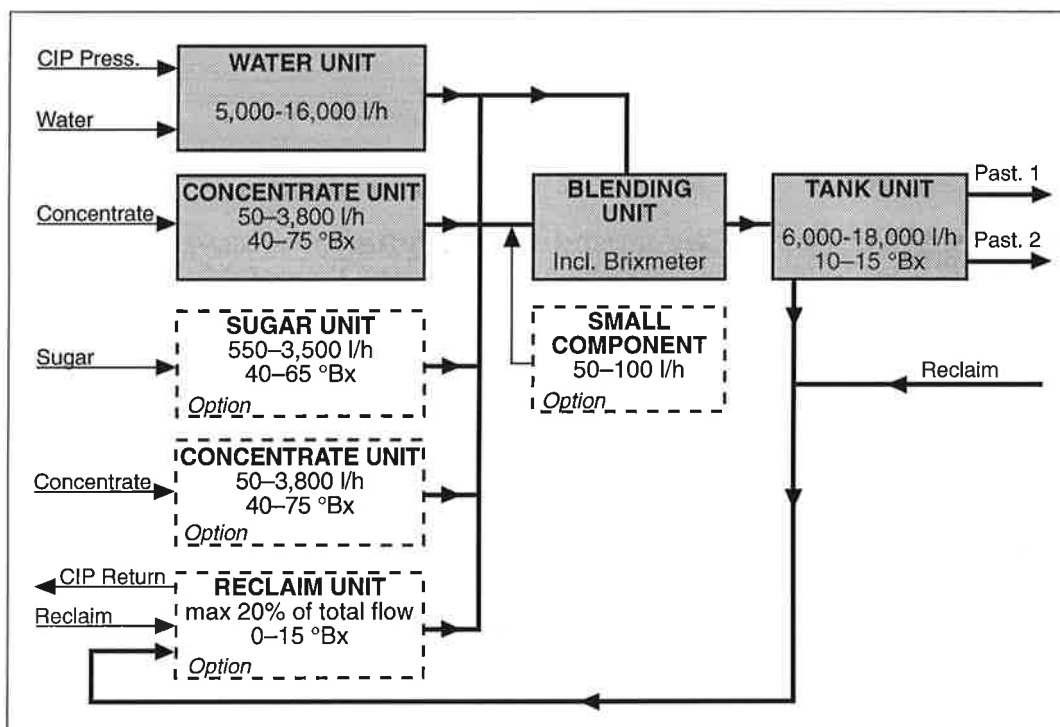 CIP Press.
Water
WATER UNIT
5,000-16,000 l/h
Concentrate
CONCENTRATE UNIT
50–3,800 l/h
40–75 °Bx
BLENDING
UNIT
Incl. Brixmeter
TANK UNIT
6,000-18,000 l/h
10–15 °Bx
Past. 1
Past. 2
Sugar
SUGAR UNIT
550–3,500 l/h
40–65 °Bx
Option
SMALL
COMPONENT
50–100 l/h
Option
Reclaim
Concentrate
CONCENTRATE UNIT
50–3,800 l/h
40–75 °Bx
Option
CIP Return
Reclaim
RECLAIM UNIT
max 20% of total flow
0–15 °Bx
Option